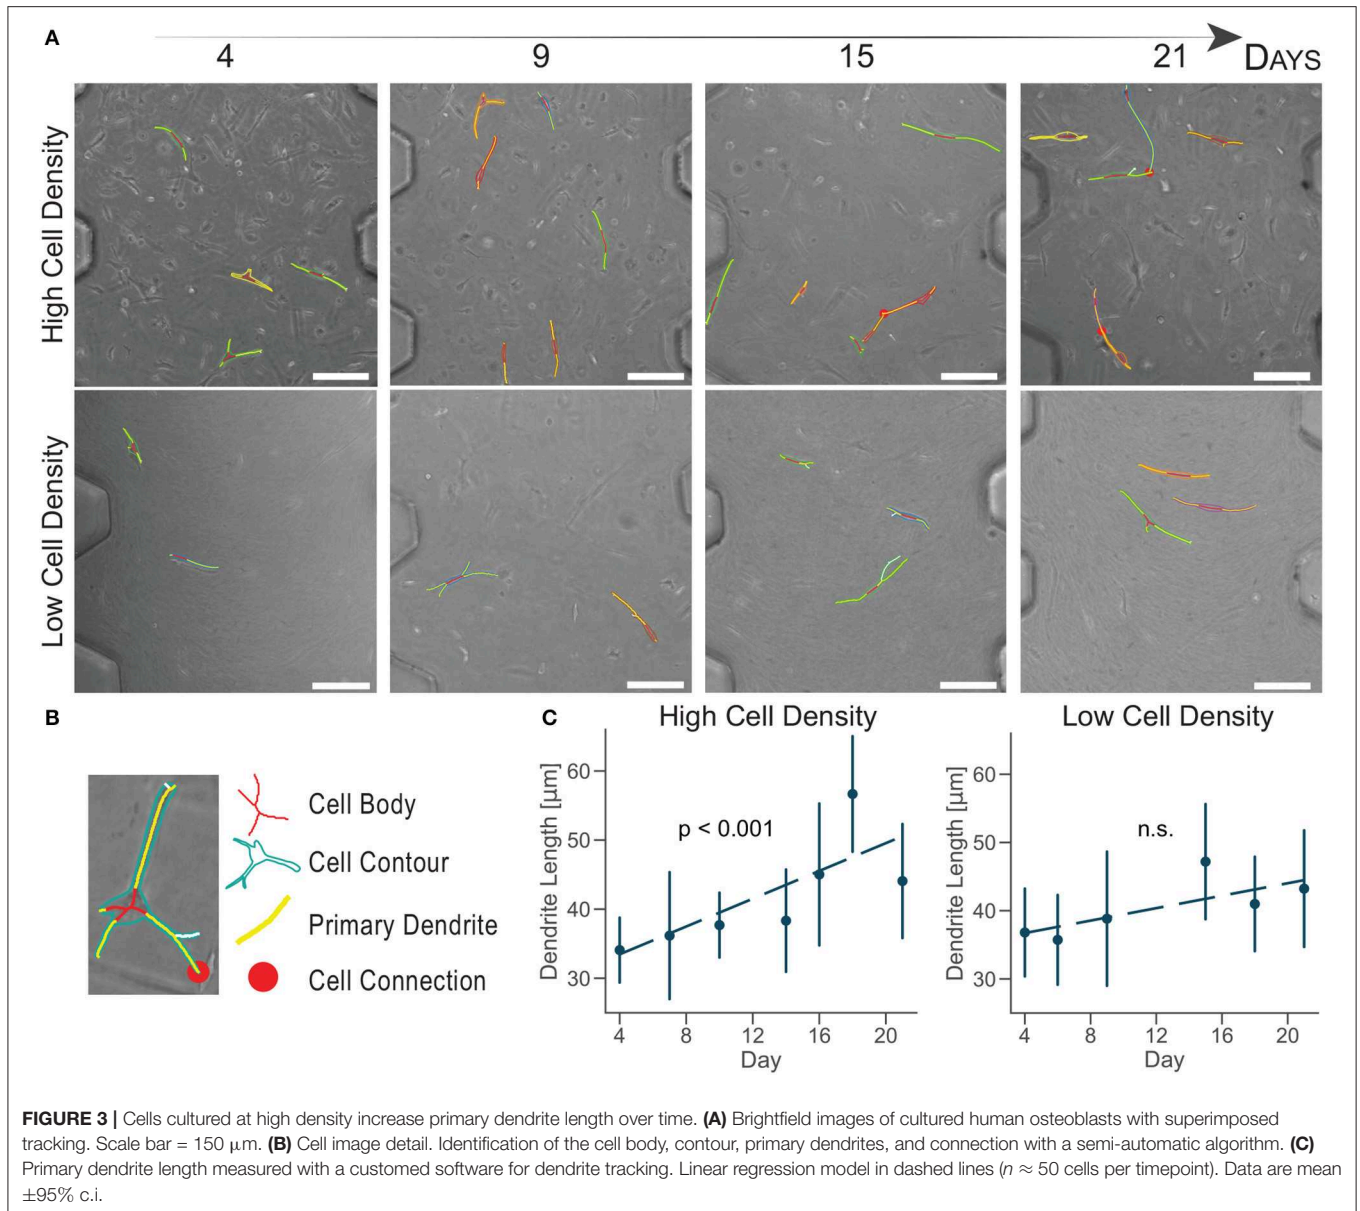 A
4 9 15 21 DAYS
High Cell Density
Low Cell Density
B
Cell Body
Cell Contour
Primary Dendrite
Cell Connection
C
High Cell Density
Dendrite Length [µm]
60
50
40
30
p < 0.001
4 8 12 16 20
Day
Low Cell Density
Dendrite Length [µm]
60
50
40
30
n.s.
4 8 12 16 20
Day
FIGURE 3 | Cells cultured at high density increase primary dendrite length over time. (A) Brightfield images of cultured human osteoblasts with superimposed
tracking. Scale bar = 150 µm. (B) Cell image detail. Identification of the cell body, contour, primary dendrites, and connection with a semi-automatic algorithm. (C)
Primary dendrite length measured with a customed software for dendrite tracking. Linear regression model in dashed lines (n ≈ 50 cells per timepoint). Data are mean
±95% c.i.